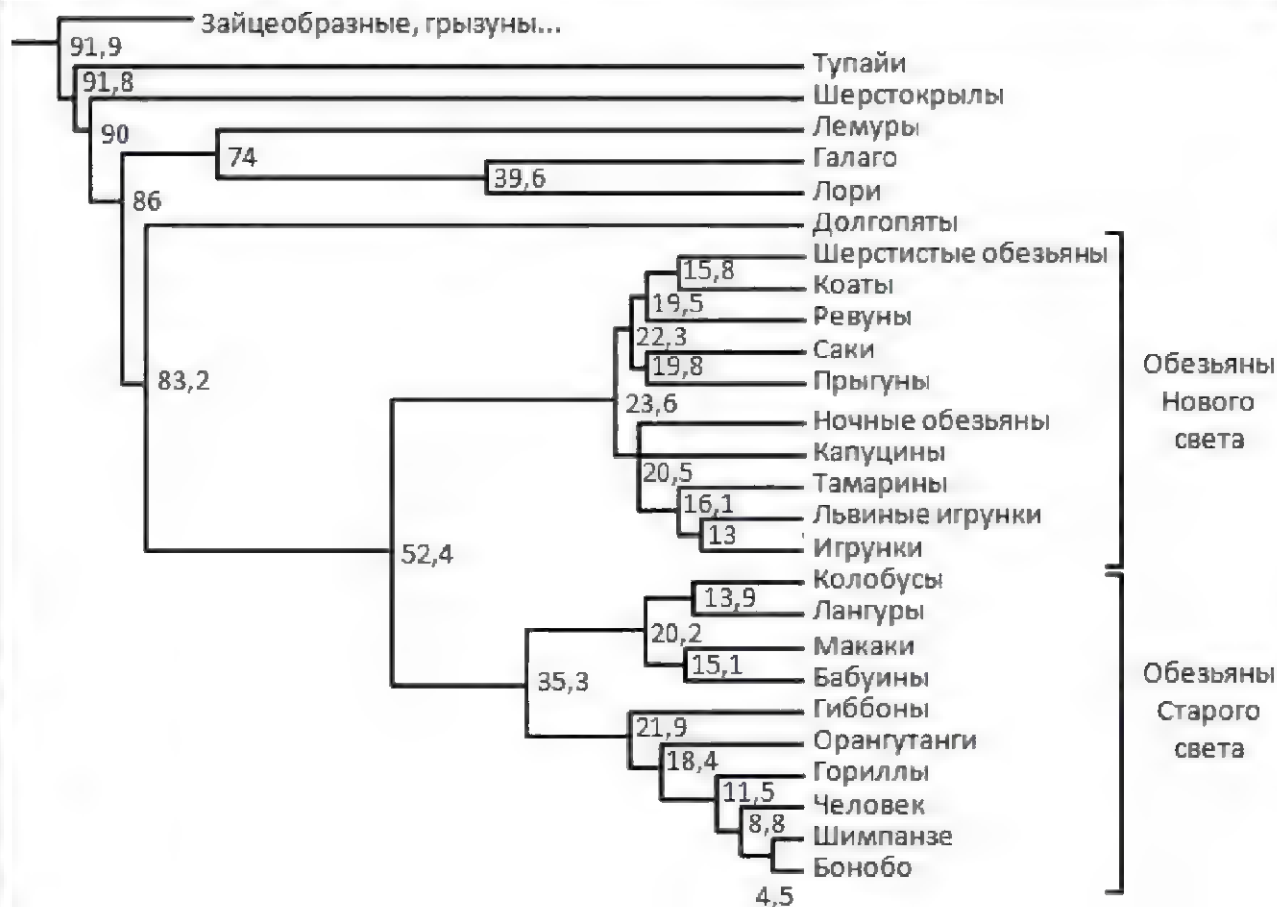 Зайцеобразные, грызуны...
91,9
Тупайи
91,8
Шерстокрылы
90
Лемуры
74
Галаго
39,6
Лори
86
Долгопяты
Шерстистые обезьяны
15,8
Коаты
19,5
Ревуны
22,3
Саки
19,8
Прыгуны
83,2
23,6
Ночные обезьяны
Капуцины
20,5
Тамарины
16,1
Львиные игрунки
13
Игрунки
Обезьяны
Нового
света
52,4
Колобусы
13,9
Лангуры
20,2
Макаки
15,1
Бабуины
35,3
Гиббоны
21,9
Орангутанги
18,4
Гориллы
11,5
Человек
8,8
Шимпанзе
Бонобо
4,5
Обезьяны
Старого
света